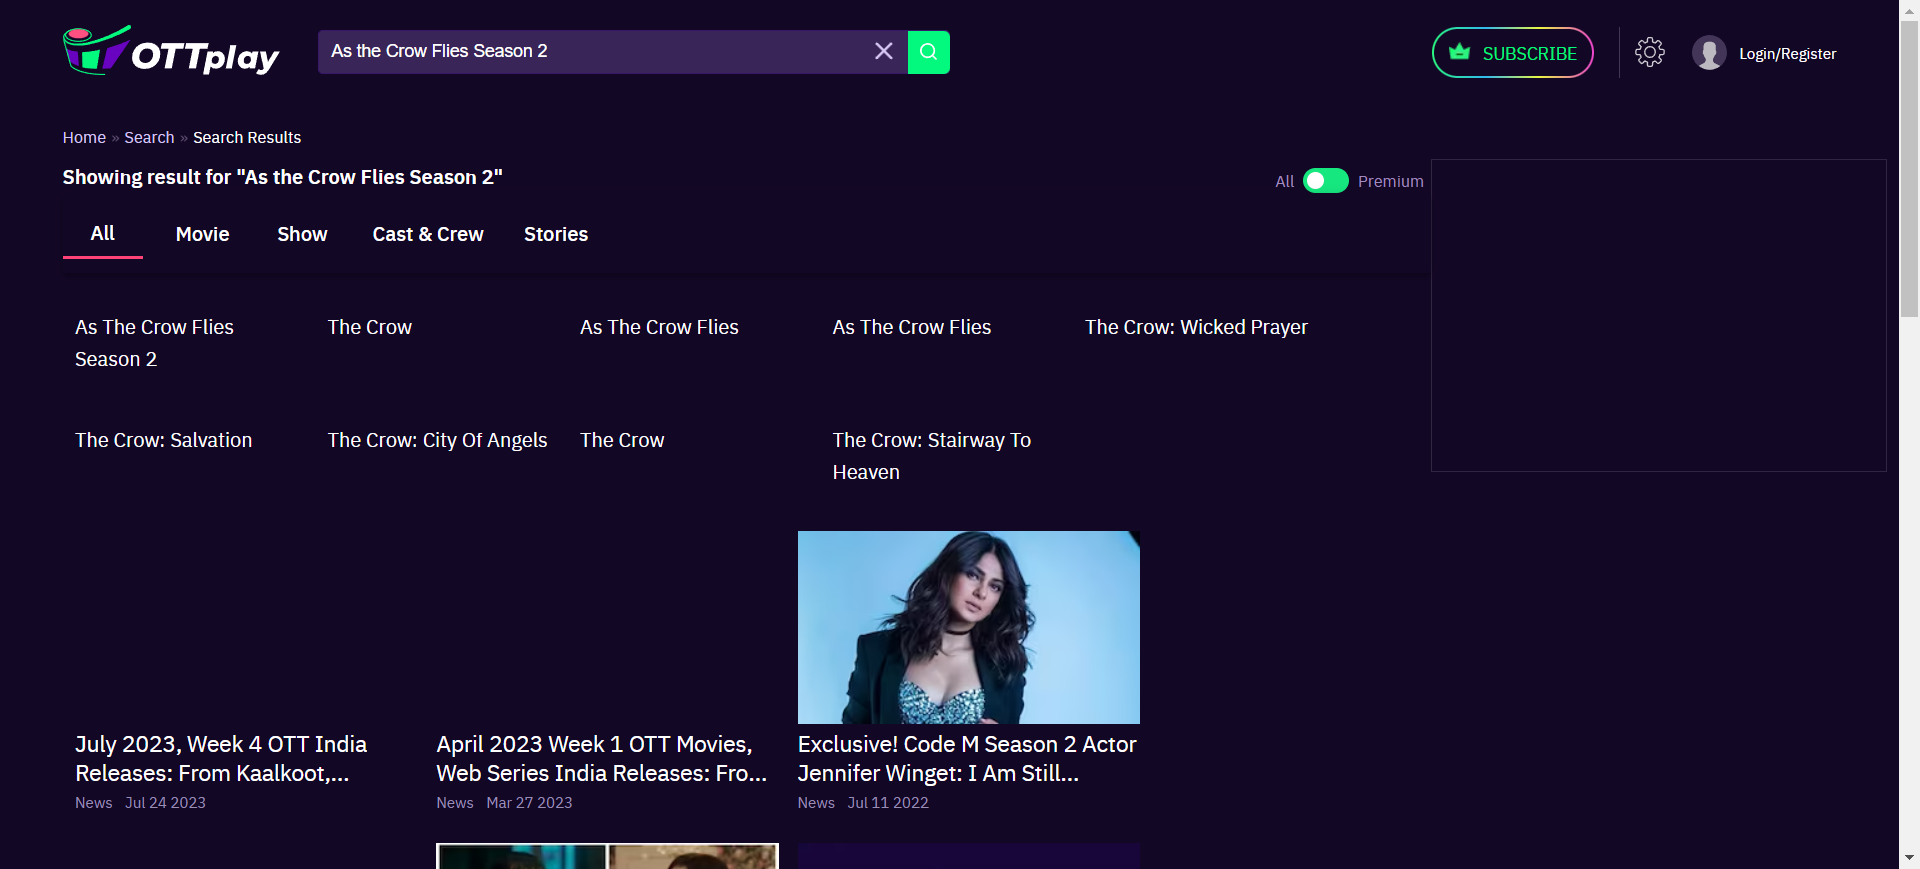 OTTplay
As the Crow Flies Season 2
SUBSCRIBE
Login/Register
Home » Search » Search Results
Showing result for "As the Crow Flies Season 2"
All Premium
All Movie Show Cast & Crew Stories
As The Crow Flies
Season 2
The Crow
As The Crow Flies
As The Crow Flies
The Crow: Wicked Prayer
The Crow: Salvation
The Crow: City Of Angels
The Crow
The Crow: Stairway To
Heaven
July 2023, Week 4 OTT India
Releases: From Kaalkoot,...
News Jul 24 2023
April 2023 Week 1 OTT Movies,
Web Series India Releases: Fro...
News Mar 27 2023
Exclusive! Code M Season 2 Actor
Jennifer Winget: I Am Still...
News Jul 11 2022